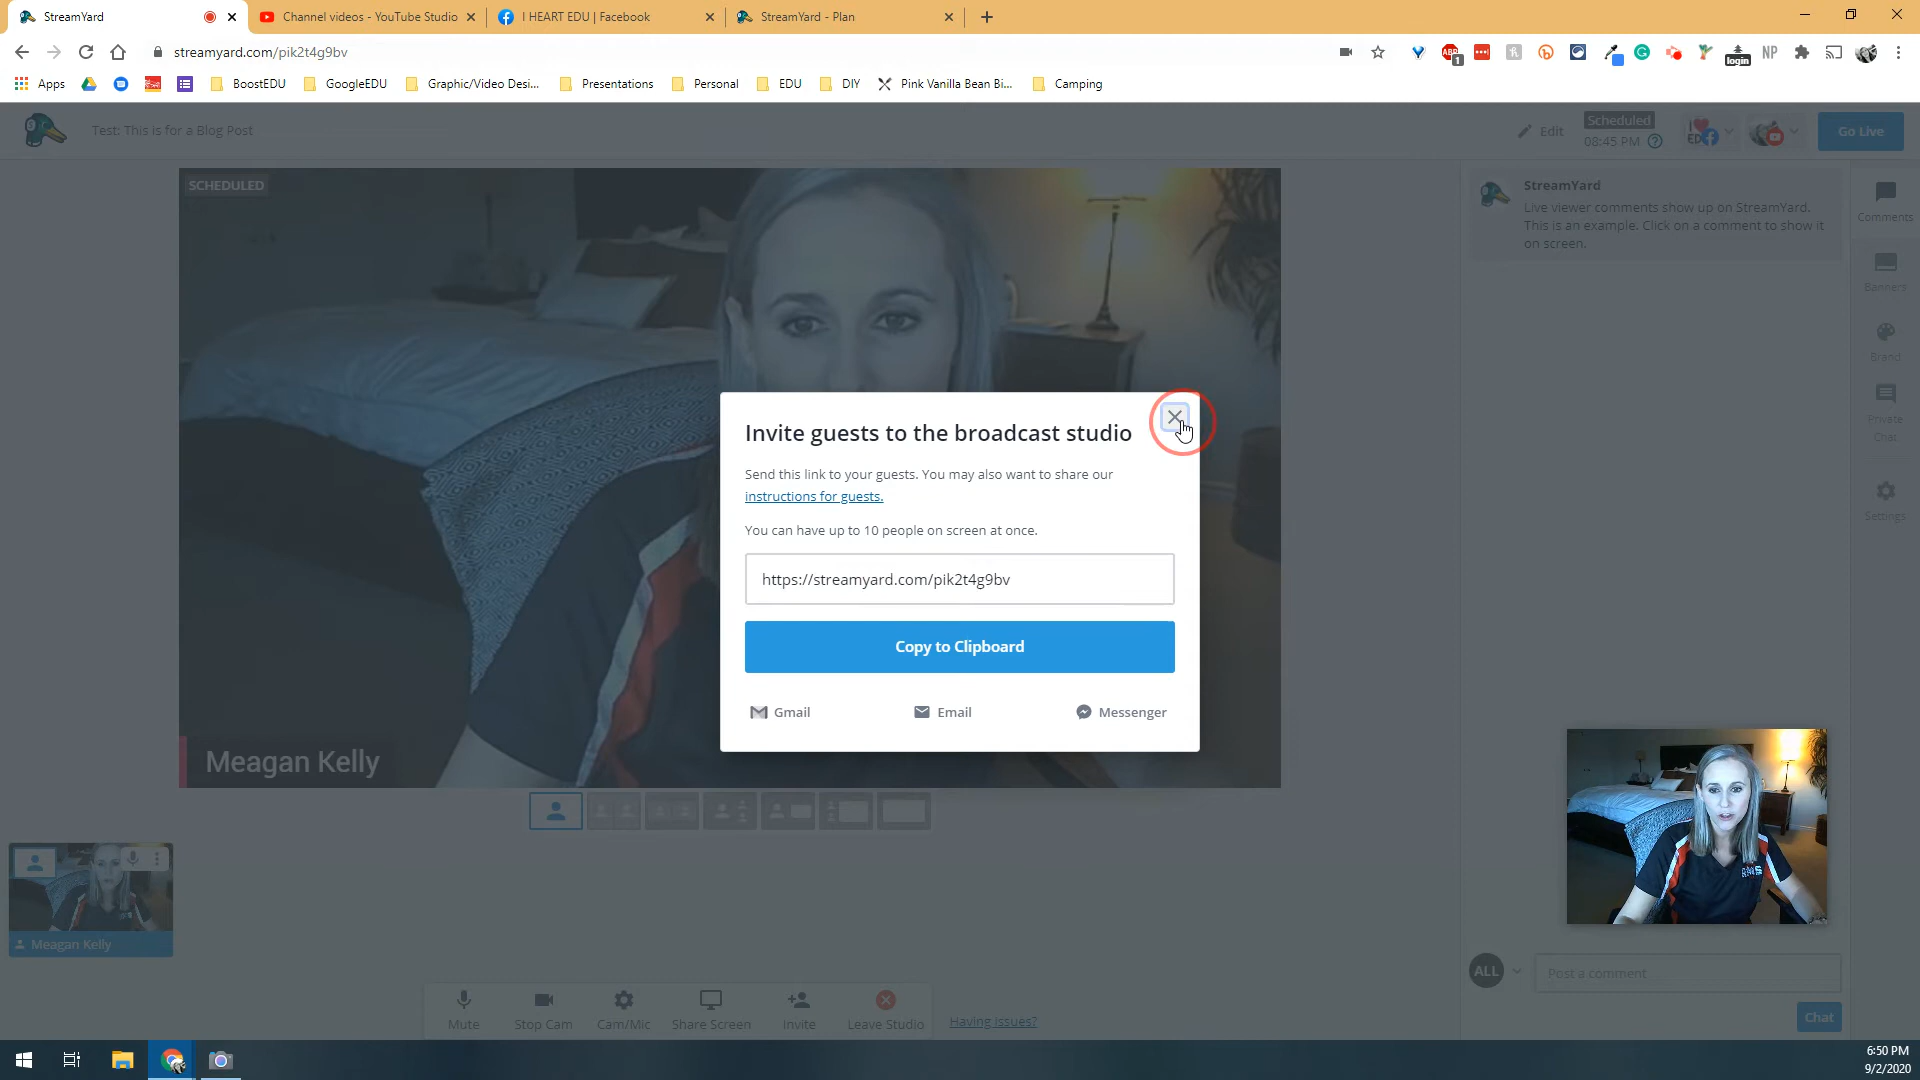 StreamYard
Channel videos - YouTube Studio
I HEART EDU | Facebook
StreamYard - Plan
streamyard.com/pik2t4g9bv
ABP
1
login
NP
Apps
BoostEDU
GoogleEDU
Graphic/Video Desi...
Presentations
Personal
EDU
DIY
Pink Vanilla Bean Bi...
Camping
Test: This is for a Blog Post
Edit
Scheduled
08:45 PM
Go Live
SCHEDULED
StreamYard
Live viewer comments show up on StreamYard.
This is an example. Click on a comment to show it
on screen.
Comments
Banners
Brand
Private
Chat
Settings
Invite guests to the broadcast studio
Send this link to your guests. You may also want to share our
instructions for guests.
You can have up to 10 people on screen at once.
https://streamyard.com/pik2t4g9bv
Copy to Clipboard
Gmail
Email
Messenger
Meagan Kelly
Meagan Kelly
ALL
Post a comment
Chat
Mute
Stop Cam
Cam/Mic
Share Screen
Invite
Leave Studio
Having issues?
6:50 PM
9/2/2020